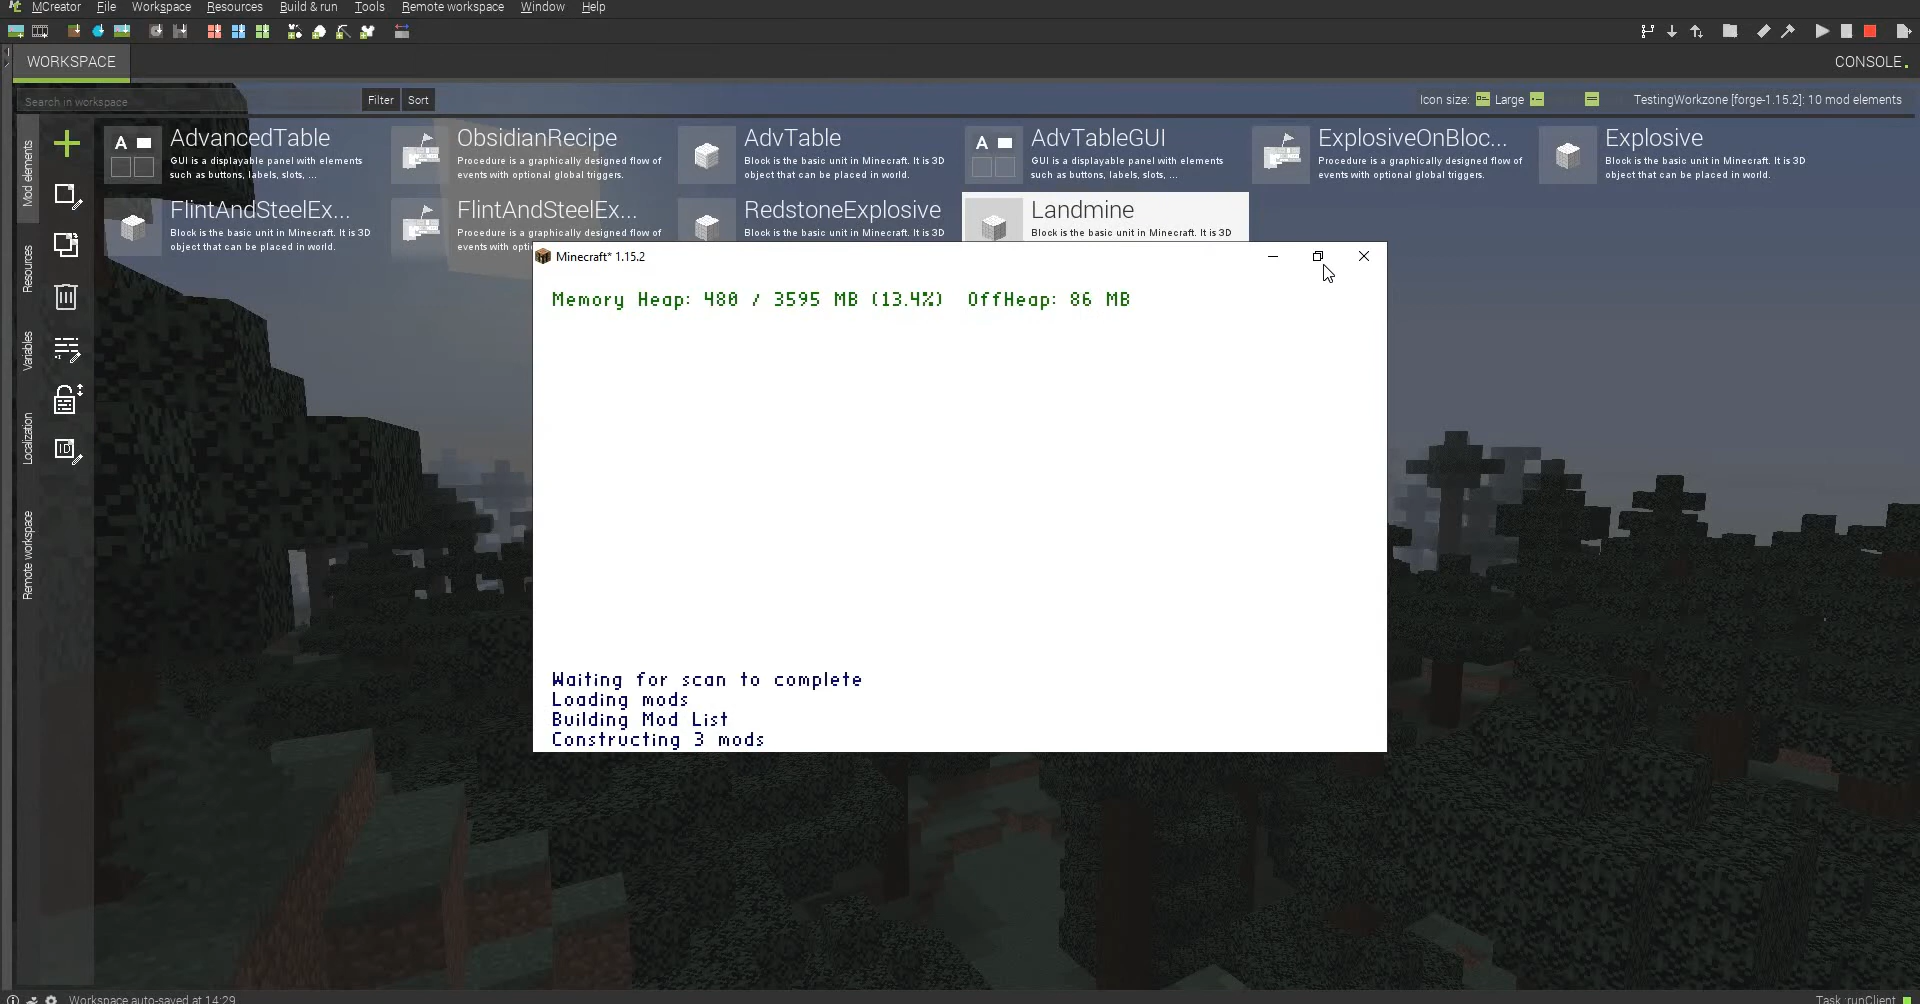 MCreator File Workspace Resources Build & run Tools Remote workspace Window Help
WORKSPACE
CONSOLE.
Search in workspace
Filter
Sort
Icon size:
Large
TestingWorkzone [forge-1.15.2]: 10 mod elements
Mod elements
Resources
Variables
Localization
Remote workspace
AdvancedTable
GUI is a displayable panel with elements
such as buttons, labels, slots, ...
ObsidianRecipe
Procedure is a graphically designed flow of
events with optional global triggers.
AdvTable
Block is the basic unit in Minecraft. It is 3D
object that can be placed in world.
AdvTableGUI
GUI is a displayable panel with elements
such as buttons, labels, slots, ...
ExplosiveOnBloc...
Procedure is a graphically designed flow of
events with optional global triggers.
Explosive
Block is the basic unit in Minecraft. It is 3D
object that can be placed in world.
FlintAndSteelEx...
Block is the basic unit in Minecraft. It is 3D
object that can be placed in world.
FlintAndSteelEx...
Procedure is a graphically designed flow of
events with opti
RedstoneExplosive
Block is the basic unit in Minecraft. It is 3D
Landmine
Block is the basic unit in Minecraft. It is 3D
Minecraft* 1.15.2
Memory Heap: 480 / 3595 MB (13.4%) OffHeap: 86 MB
Waiting for scan to complete
Loading mods
Building Mod List
Constructing 3 mods
Workspace auto-saved at 14:29
Task :runClient